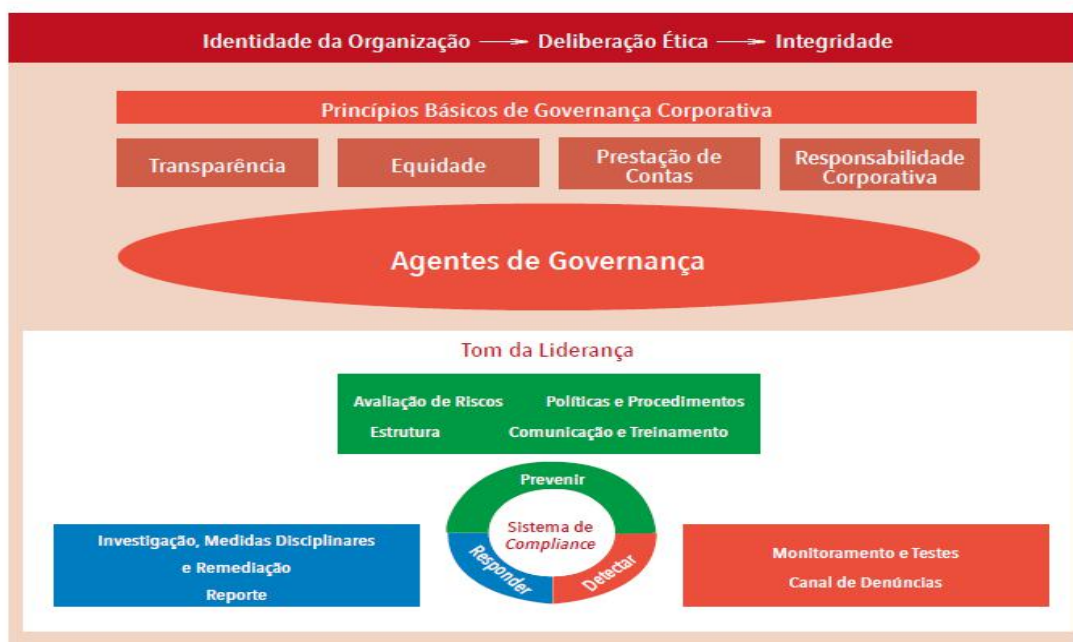 Identidade da Organização → Deliberação Ética → Integridade
Princípios Básicos de Governança Corporativa
Transparência
Equidade
Prestação de
Contas
Responsabilidade
Corporativa
Agentes de Governança
Tom da Liderança
Avaliação de Riscos
Políticas e Procedimentos
Estrutura
Comunicação e Treinamento
Prevenir
Sistema de
Compliance
Responder
Detectar
Investigação, Medidas Disciplinares
e Remediação
Reporte
Monitoramento e Testes
Canal de Denúncias